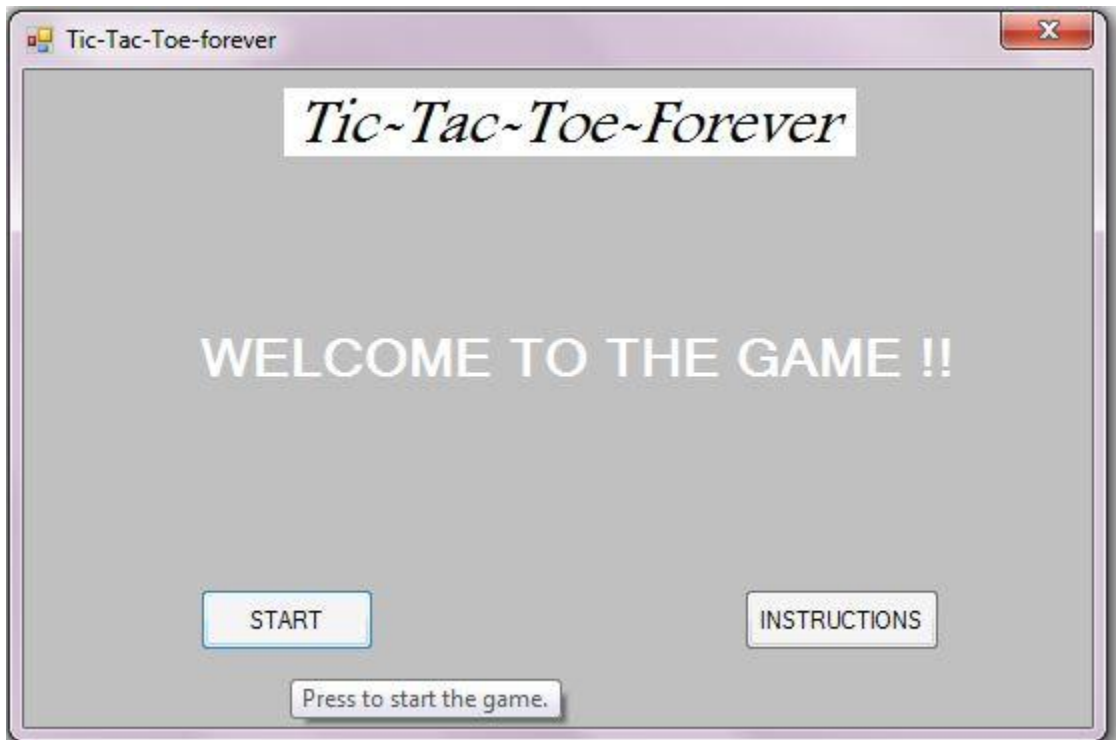 Tic-Tac-Toe-forever
Tic~Tac~Toe~Forever
WELCOME TO THE GAME !!
START
INSTRUCTIONS
Press to start the game.